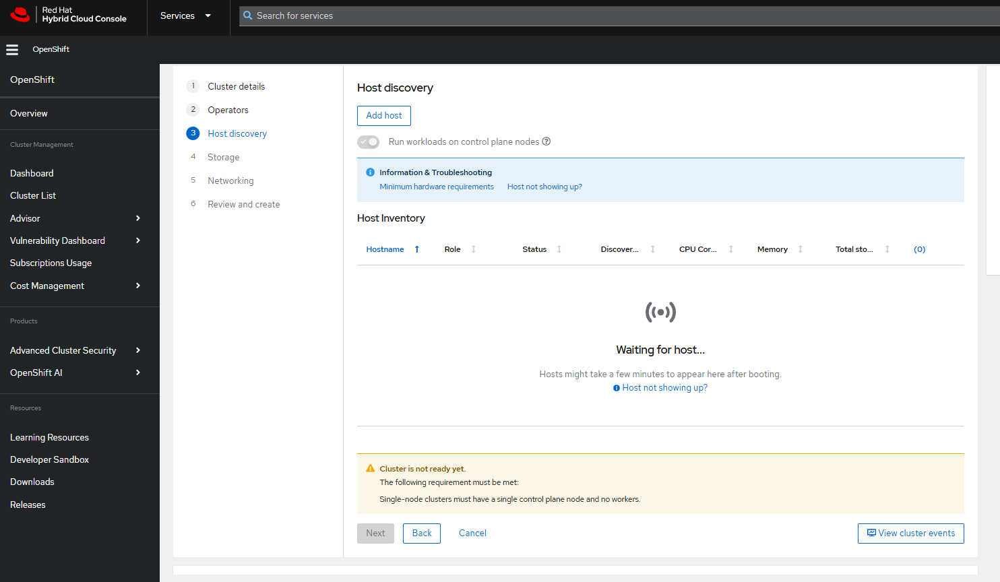 Red Hat
Hybrid Cloud Console
Services
Search for services
OpenShift
OpenShift
Overview
Cluster Management
Dashboard
Cluster List
Advisor
Vulnerability Dashboard
Subscriptions Usage
Cost Management
Products
Advanced Cluster Security
OpenShift AI
Resources
Learning Resources
Developer Sandbox
Downloads
Releases
1 Cluster details
2 Operators
3 Host discovery
4 Storage
5 Networking
6 Review and create
Host discovery
Add host
Run workloads on control plane nodes
Information & Troubleshooting
Minimum hardware requirements Host not showing up?
Host Inventory
Hostname Role Status Discover... CPU Cor... Memory Total sto... (0)
Waiting for host...
Hosts might take a few minutes to appear here after booting.
Host not showing up?
Cluster is not ready yet.
The following requirement must be met:
Single-node clusters must have a single control plane node and no workers.
Next Back Cancel View cluster events